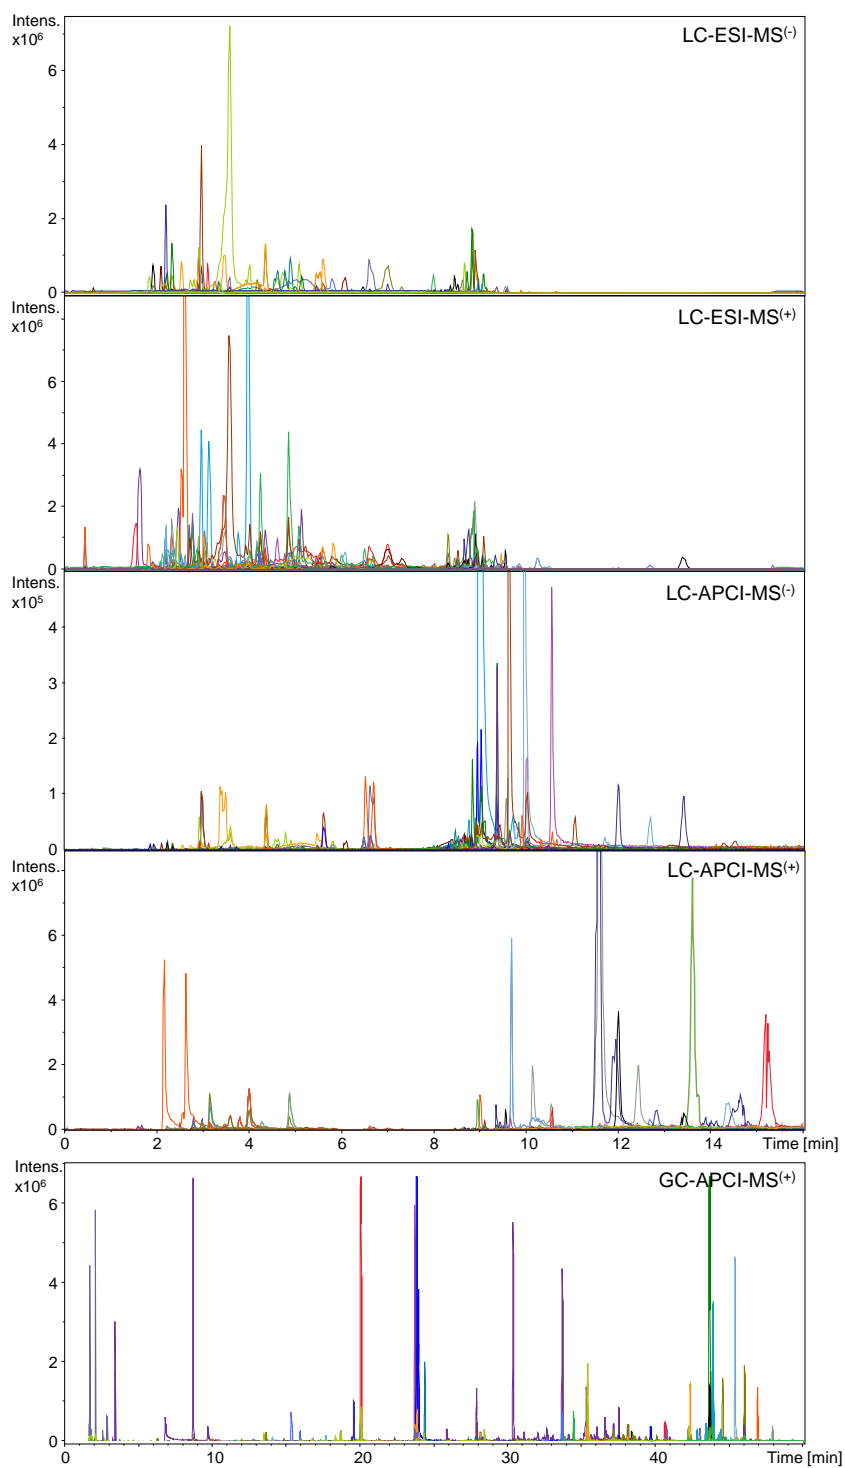 Intens.
x10⁶
LC-ESI-MS⁽⁻⁾
6
4
2
0
Intens.
x10⁶
LC-ESI-MS⁽⁺⁾
6
4
2
0
Intens.
x10⁵
LC-APCI-MS⁽⁻⁾
4
3
2
1
0
Intens.
x10⁶
LC-APCI-MS⁽⁺⁾
6
4
2
0
0 2 4 6 8 10 12 14 Time [min]
Intens.
x10⁶
GC-APCI-MS⁽⁺⁾
6
4
2
0
0 10 20 30 40 Time [min]